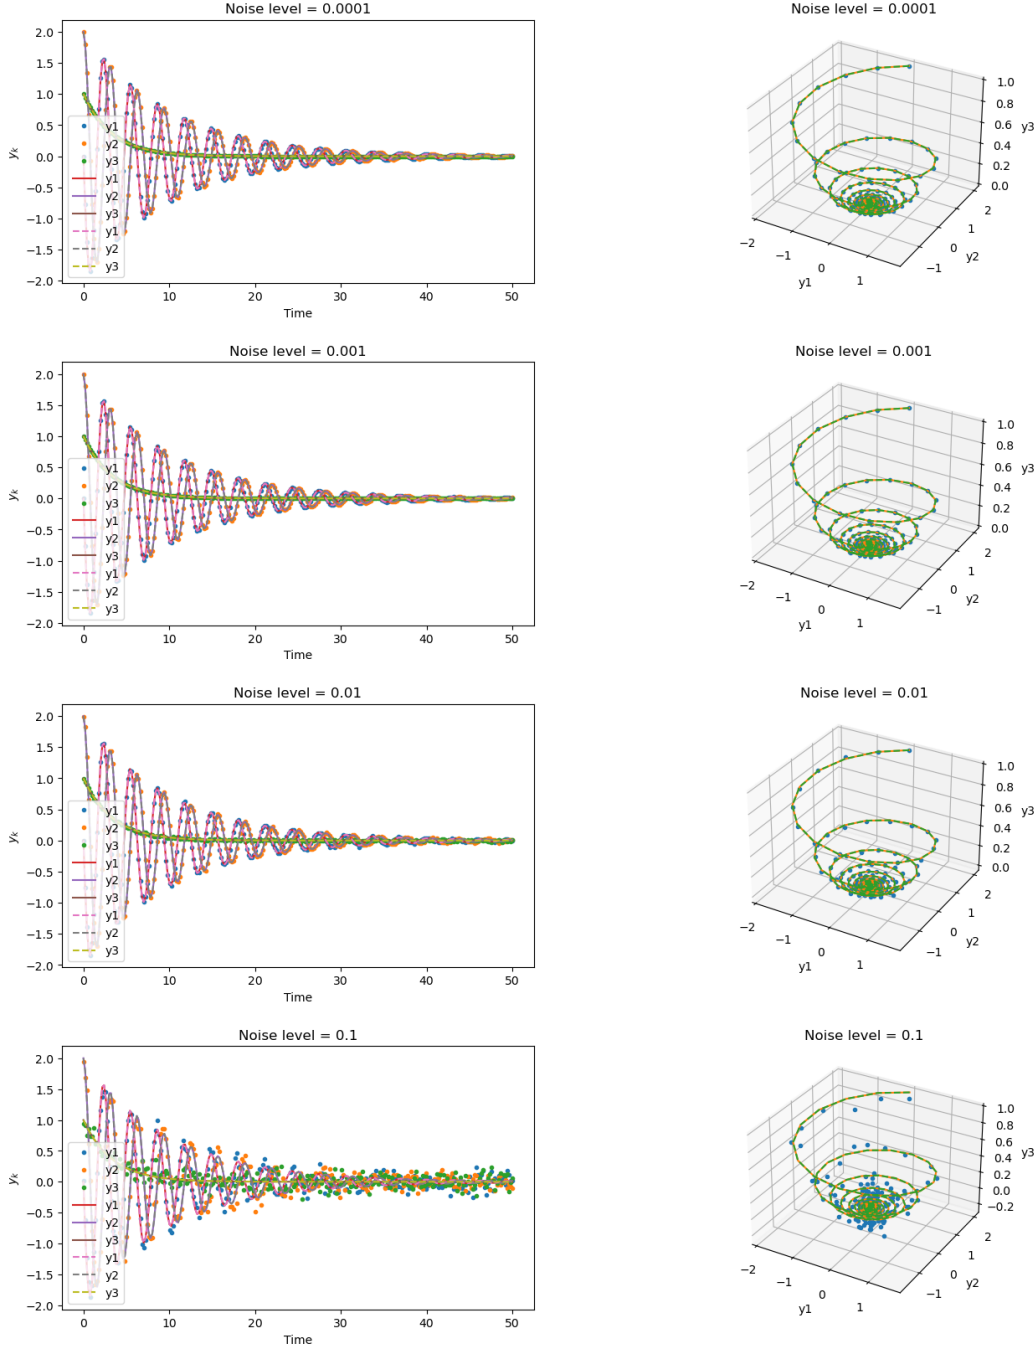 Noise level = 0.0001
2.0
1.5
1.0
0.5
0.0
−0.5
−1.0
−1.5
−2.0
y_k
y1
y2
y3
y1
y2
y3
y1
y2
y3
0 10 20 30 40 50
Time
Noise level = 0.0001
1.0
0.8
0.6
0.4
0.2
0.0
y3
−2 −1 0 1
y1
−1 0 1 2
y2
Noise level = 0.001
2.0
1.5
1.0
0.5
0.0
−0.5
−1.0
−1.5
−2.0
y_k
y1
y2
y3
y1
y2
y3
y1
y2
y3
0 10 20 30 40 50
Time
Noise level = 0.001
1.0
0.8
0.6
0.4
0.2
0.0
y3
−2 −1 0 1
y1
−1 0 1 2
y2
Noise level = 0.01
2.0
1.5
1.0
0.5
0.0
−0.5
−1.0
−1.5
−2.0
y_k
y1
y2
y3
y1
y2
y3
y1
y2
y3
0 10 20 30 40 50
Time
Noise level = 0.01
1.0
0.8
0.6
0.4
0.2
0.0
y3
−2 −1 0 1
y1
−1 0 1 2
y2
Noise level = 0.1
2.0
1.5
1.0
0.5
0.0
−0.5
−1.0
−1.5
−2.0
y_k
y1
y2
y3
y1
y2
y3
y1
y2
y3
0 10 20 30 40 50
Time
Noise level = 0.1
1.0
0.8
0.6
0.4
0.2
0.0
−0.2
y3
−2 −1 0 1
y1
−1 0 1 2
y2